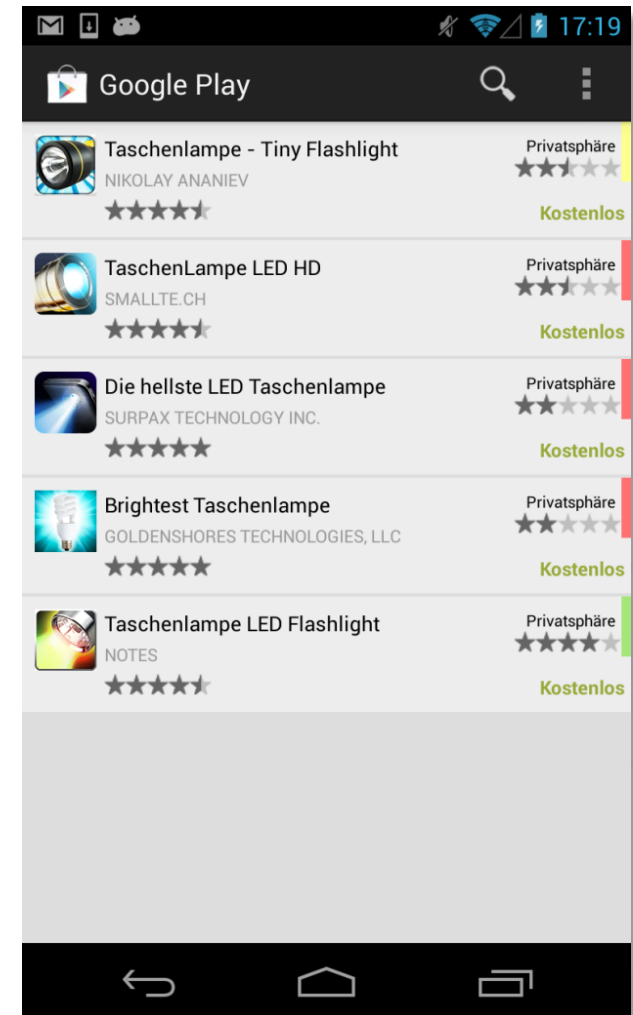 17:19
Google Play
Taschenlampe - Tiny Flashlight
Privatsphäre
NIKOLAY ANANIEV
Kostenlos
TaschenLampe LED HD
Privatsphäre
SMALLTE.CH
Kostenlos
Die hellste LED Taschenlampe
Privatsphäre
SURPAX TECHNOLOGY INC.
Kostenlos
Brightest Taschenlampe
Privatsphäre
GOLDENSHORES TECHNOLOGIES, LLC
Kostenlos
Taschenlampe LED Flashlight
Privatsphäre
NOTES
Kostenlos